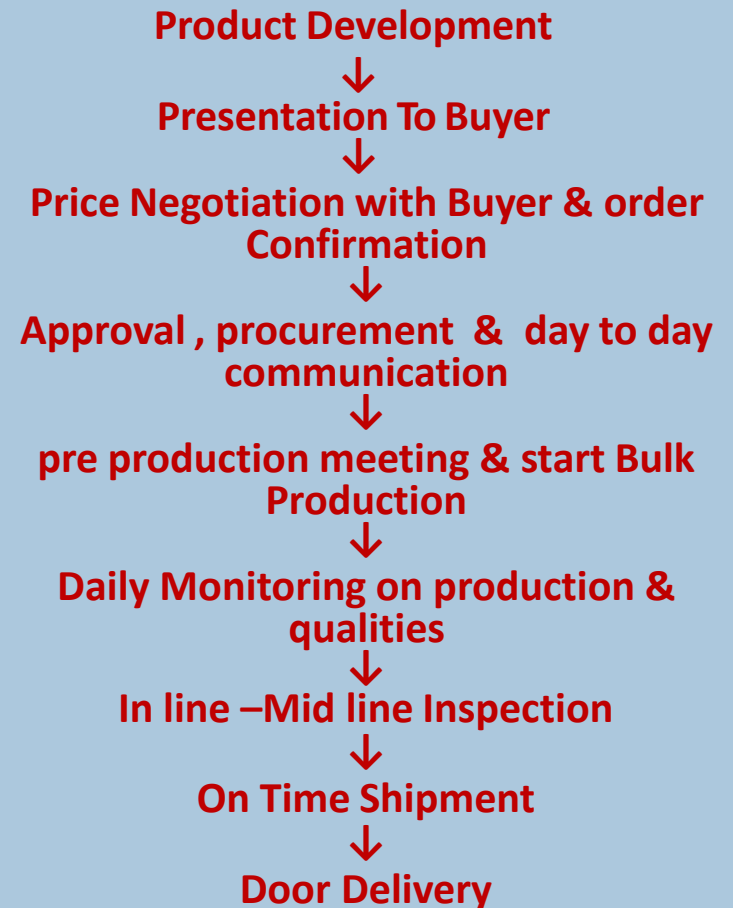 Product Development
↓
Presentation To Buyer
↓
Price Negotiation with Buyer & order
Confirmation
↓
Approval , procurement & day to day
communication
↓
pre production meeting & start Bulk
Production
↓
Daily Monitoring on production &
qualities
↓
In line –Mid line Inspection
↓
On Time Shipment
↓
Door Delivery